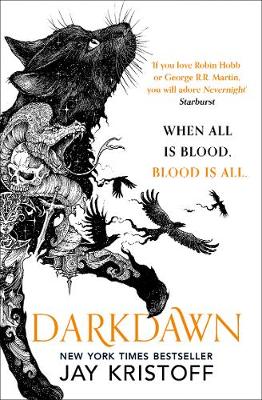 'If you love Robin Hobb
or George R.R. Martin,
you will adore Nevernight'
Starburst
WHEN ALL
IS BLOOD,
BLOOD IS ALL.
DARKDAWN
NEW YORK TIMES BESTSELLER
JAY KRISTOFF